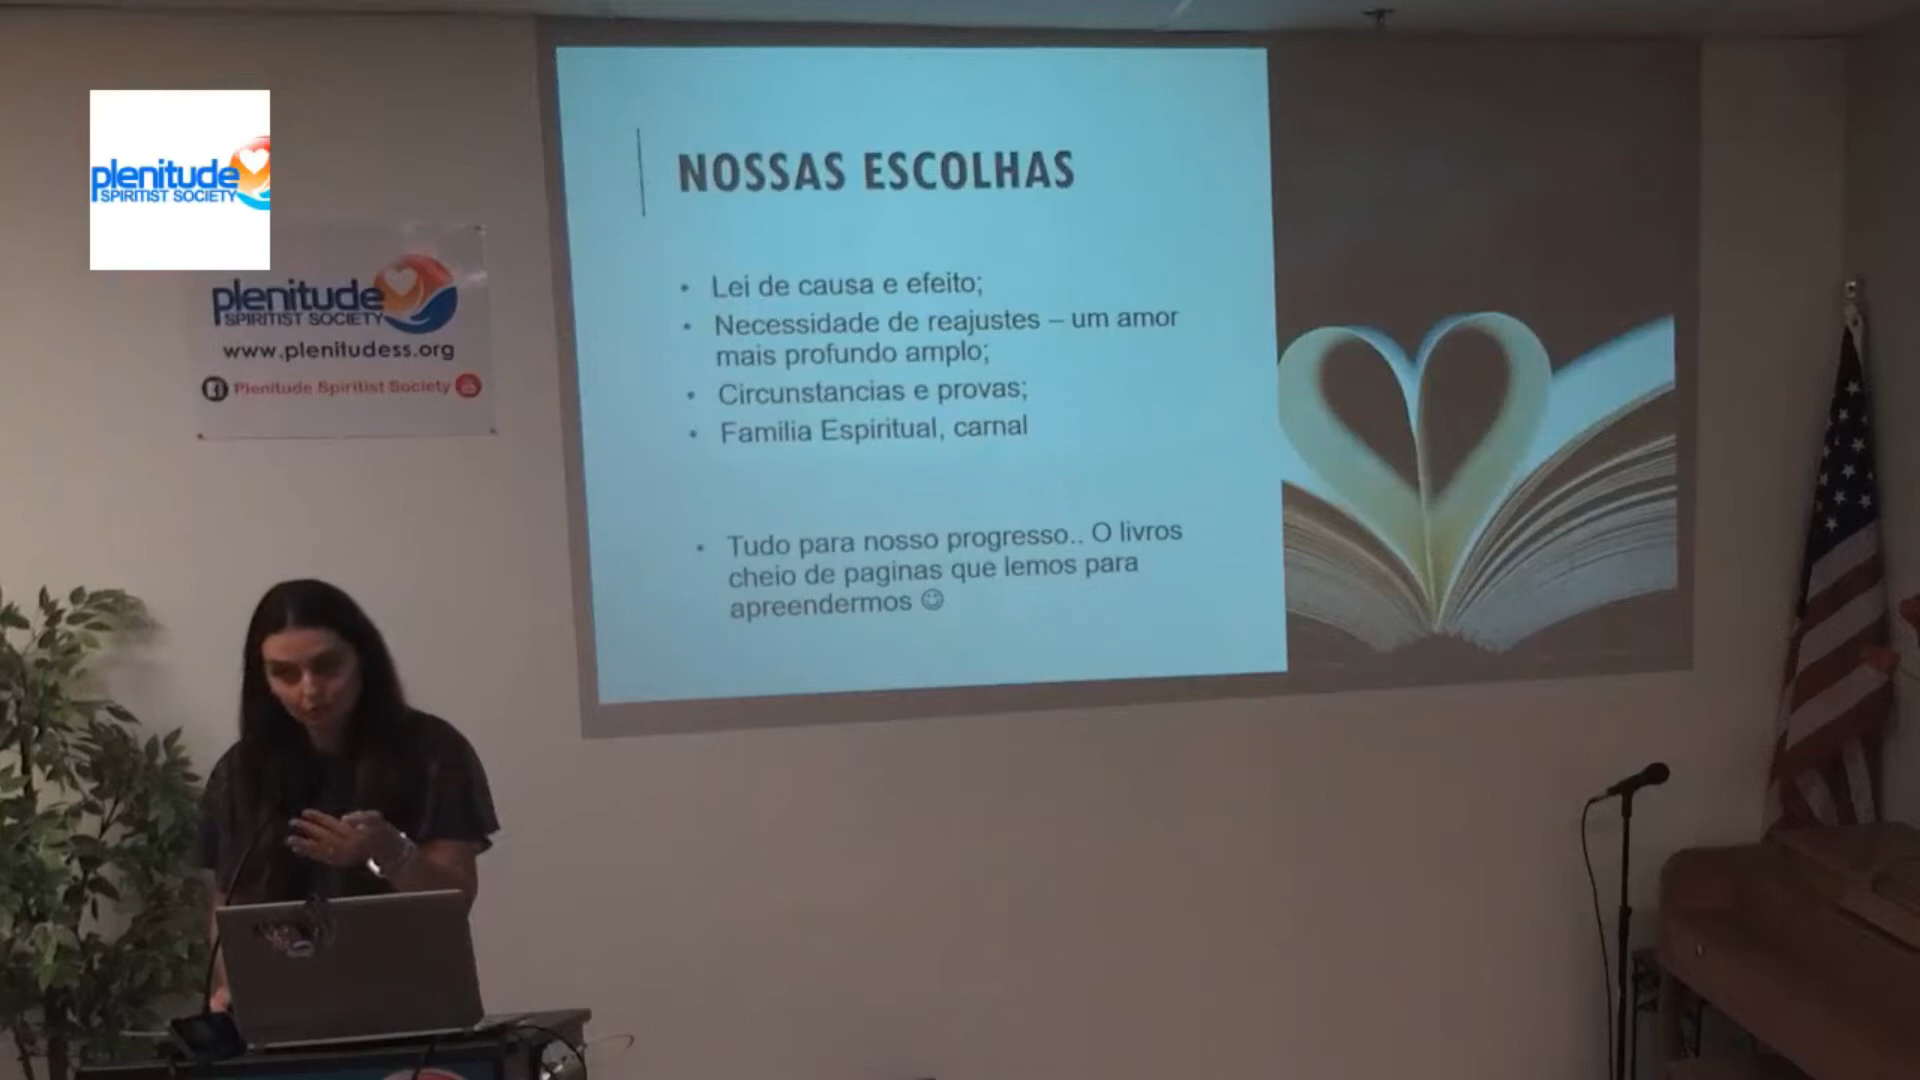 plenitude
SPIRITIST SOCIETY
plenitude
SPIRITIST SOCIETY
www.plenitudess.org
Plenitude Spiritist Society
NOSSAS ESCOLHAS
• Lei de causa e efeito;
• Necessidade de reajustes – um amor
mais profundo amplo;
• Circunstancias e provas;
• Familia Espiritual, carnal
• Tudo para nosso progresso.. O livros
cheio de paginas que lemos para
apreendermos ☺